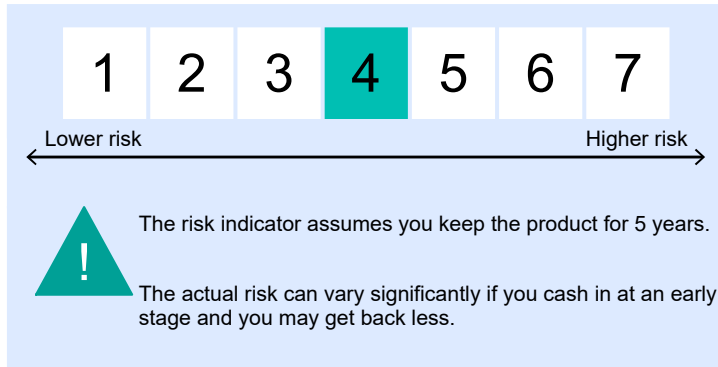 1 2 3 4 5 6 7
Lower risk Higher risk
!
The risk indicator assumes you keep the product for 5 years.
The actual risk can vary significantly if you cash in at an early
stage and you may get back less.